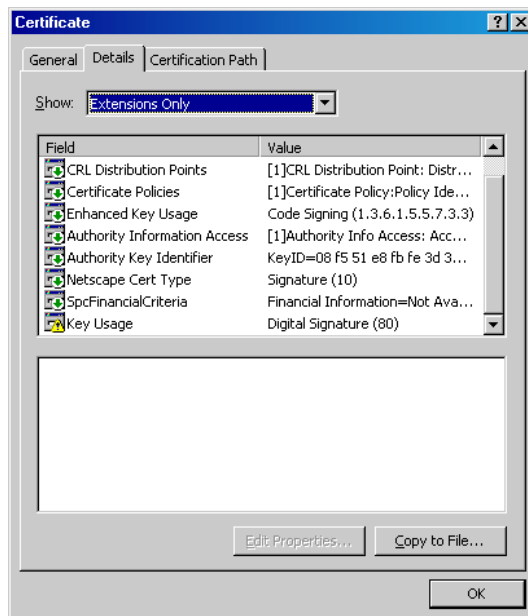 Certificate
General Details Certification Path
Show: Extensions Only
Field Value
CRL Distribution Points [1]CRL Distribution Point: Distr...
Certificate Policies [1]Certificate Policy:Policy Ide...
Enhanced Key Usage Code Signing (1.3.6.1.5.5.7.3.3)
Authority Information Access [1]Authority Info Access: Acc...
Authority Key Identifier KeyID=08 f5 51 e8 fb fe 3d 3...
Netscape Cert Type Signature (10)
SpcFinancialCriteria Financial Information=Not Ava...
Key Usage Digital Signature (80)
Edit Properties... Copy to File...
OK